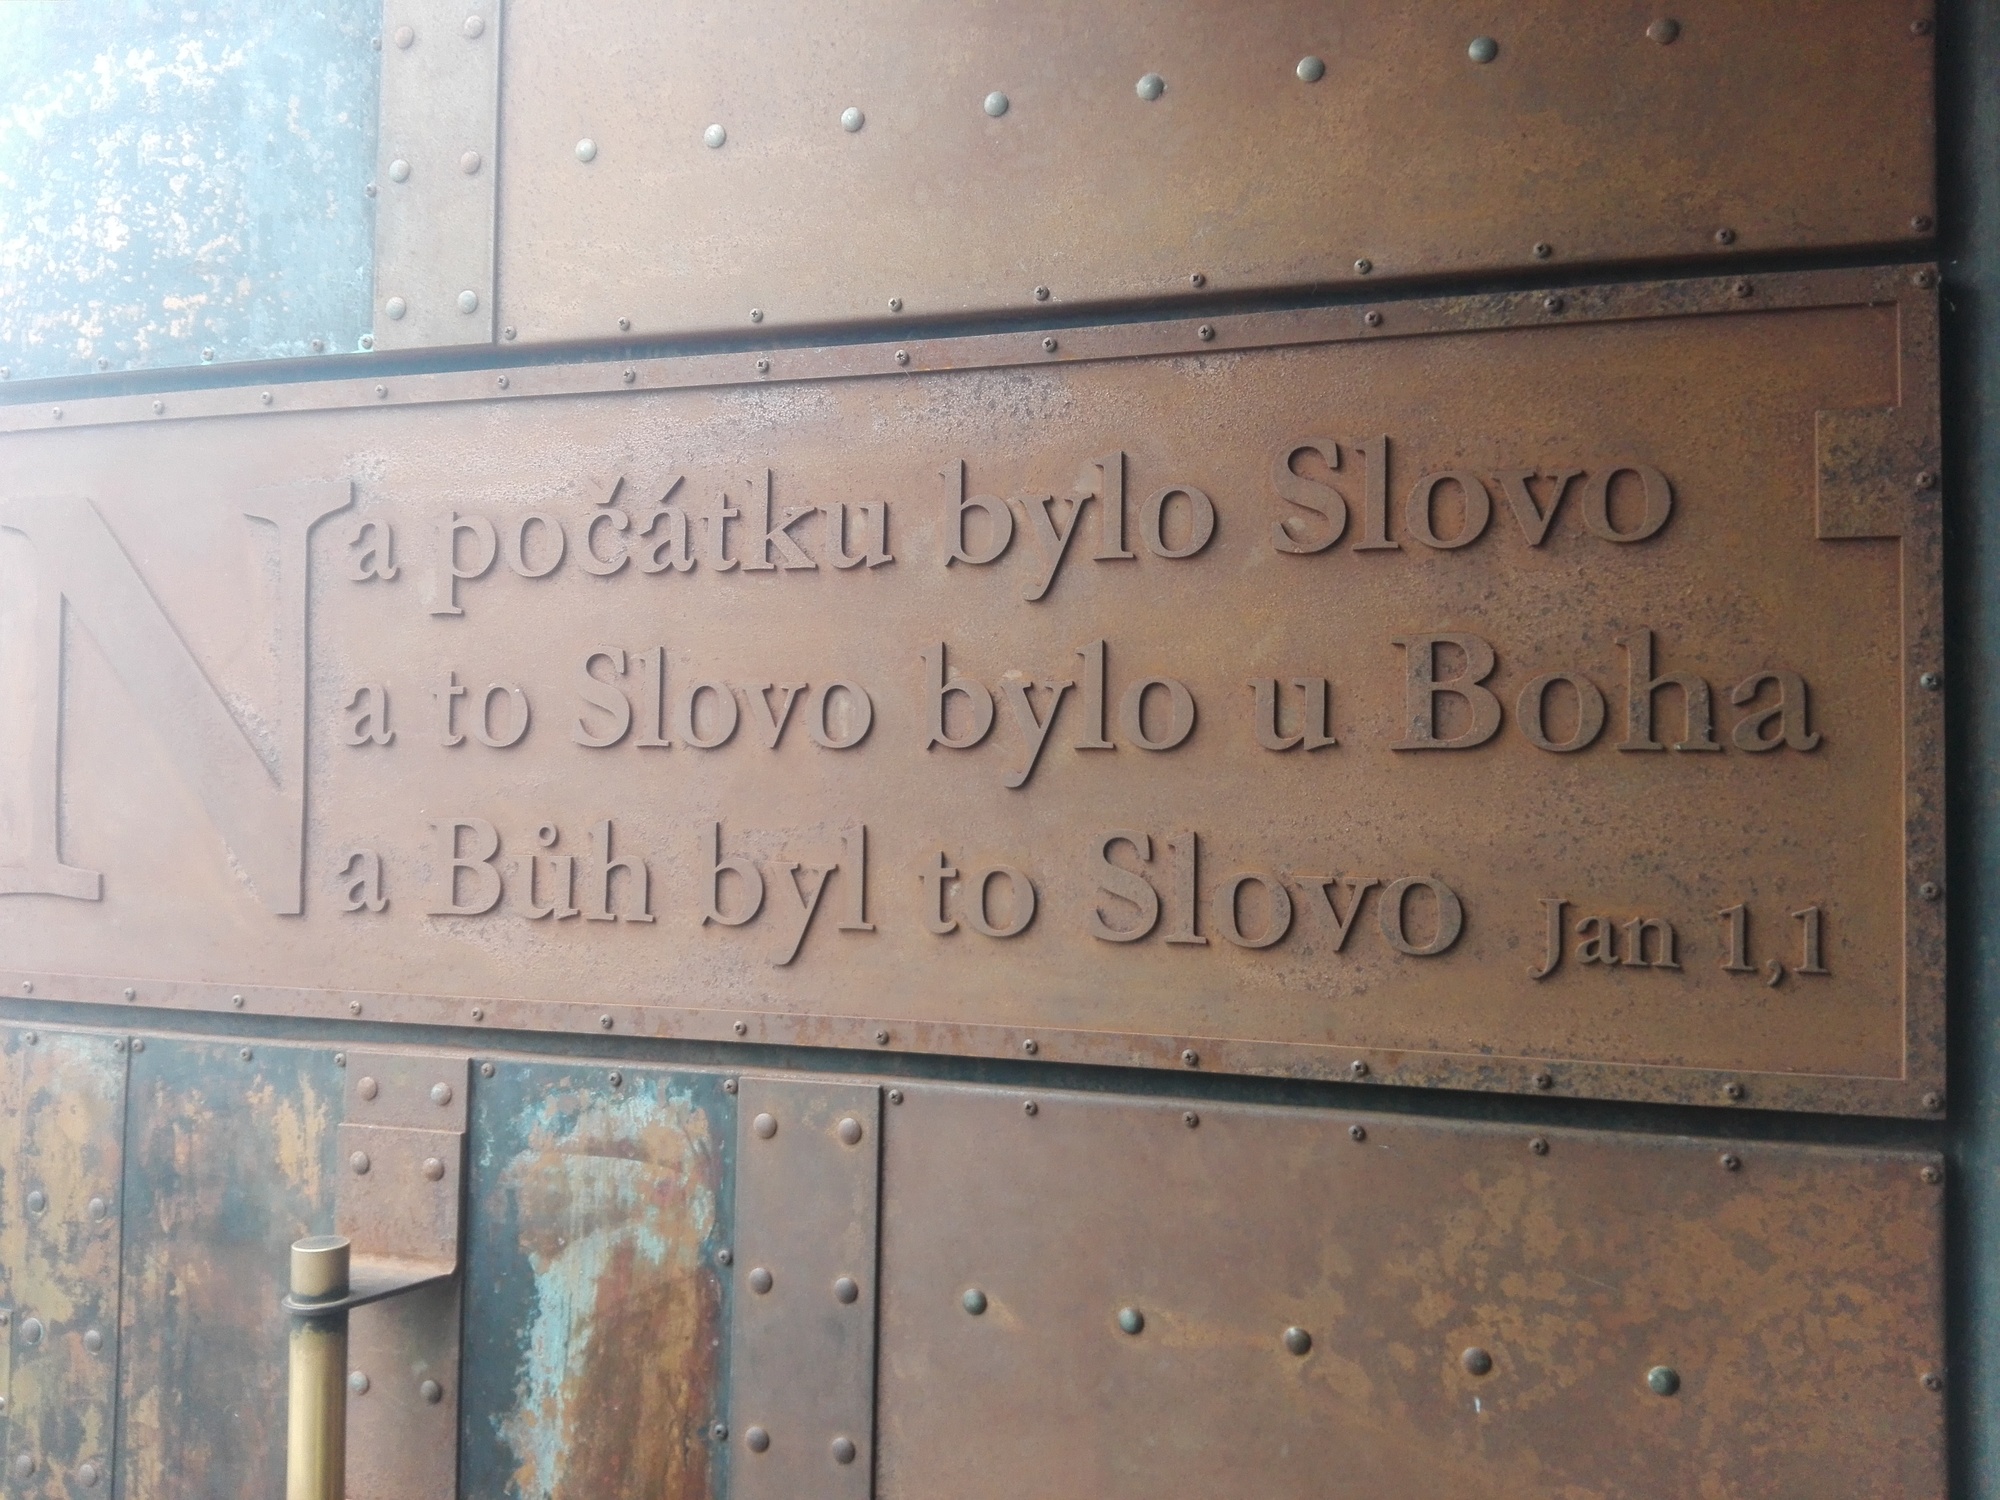 Na počátku bylo Slovo
a to Slovo bylo u Boha
a Bůh byl to Slovo Jan 1,1